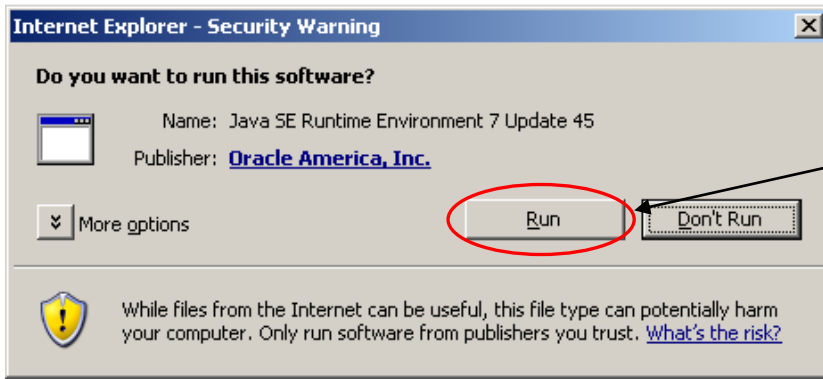 Internet Explorer - Security Warning
Do you want to run this software?
Name: Java SE Runtime Environment 7 Update 45
Publisher: Oracle America, Inc.
More options
Run
Don't Run
While files from the Internet can be useful, this file type can potentially harm
your computer. Only run software from publishers you trust. What's the risk?